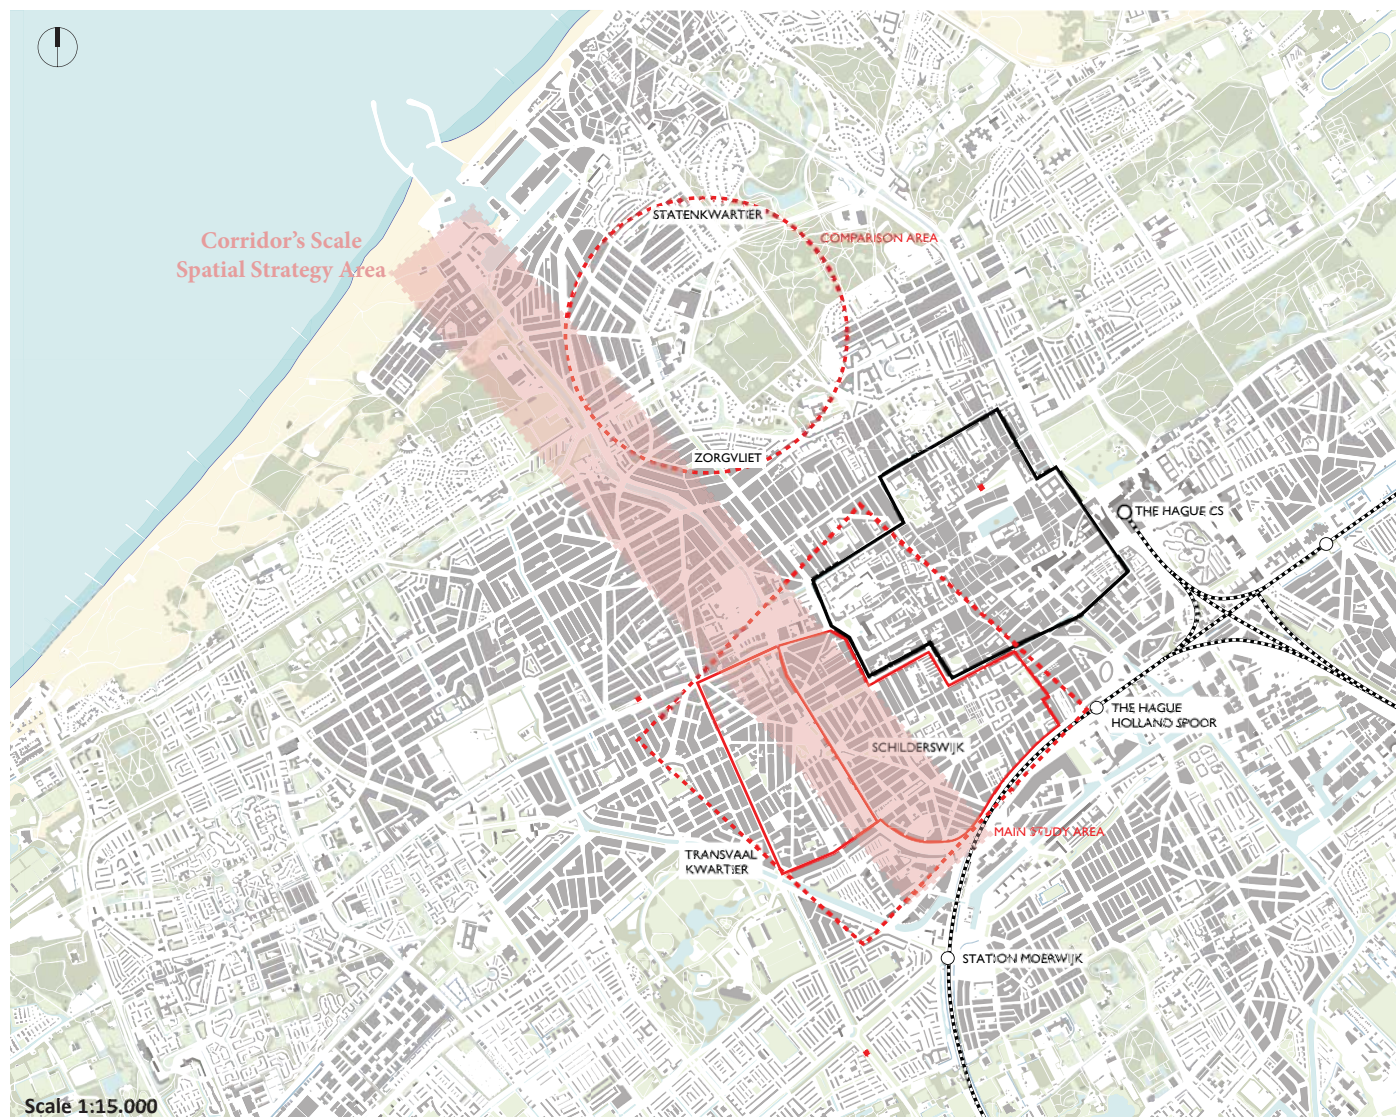 STATENKWARTIER
COMPARISON AREA
Corridor's Scale
Spatial Strategy Area
ZORGVLIET
THE HAGUE CS
THE HAGUE
HOLLAND SPOOR
SCHILDERSWIJK
MAIN STUDY AREA
TRANSVAAL
KWARTIER
STATION MOERWIJK
Scale 1:15.000